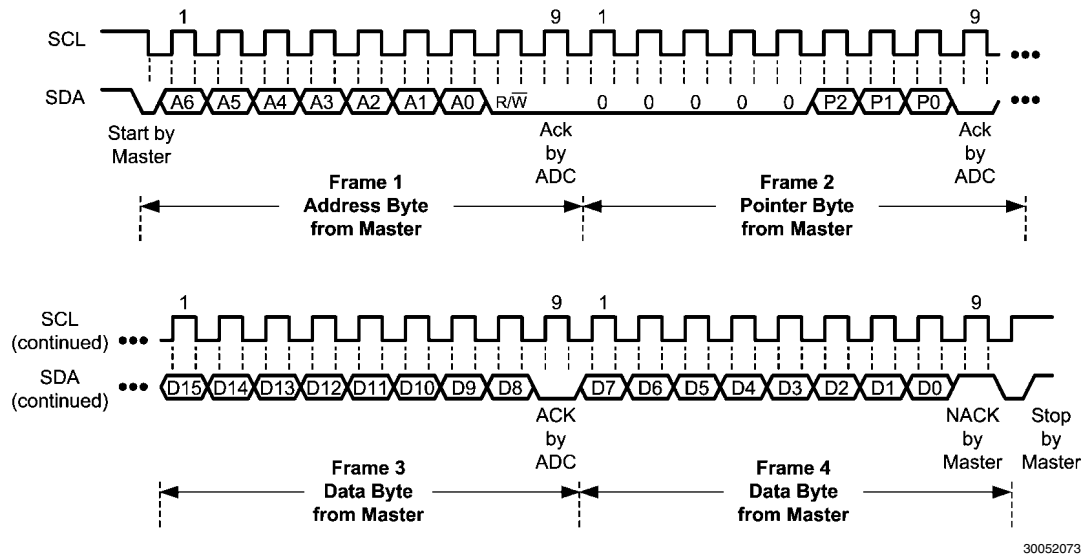 1 9 1 9
SCL
SDA A6 A5 A4 A3 A2 A1 A0 R/W̅ 0 0 0 0 0 P2 P1 P0
Start by
Master
Ack
by
ADC
Ack
by
ADC
Frame 1
Address Byte
from Master
Frame 2
Pointer Byte
from Master
1 9 1 9
SCL
(continued)
SDA
(continued)
D15 D14 D13 D12 D11 D10 D9 D8 D7 D6 D5 D4 D3 D2 D1 D0
ACK
by
ADC
NACK
by
Master
Stop
by
Master
Frame 3
Data Byte
from Master
Frame 4
Data Byte
from Master
30052073